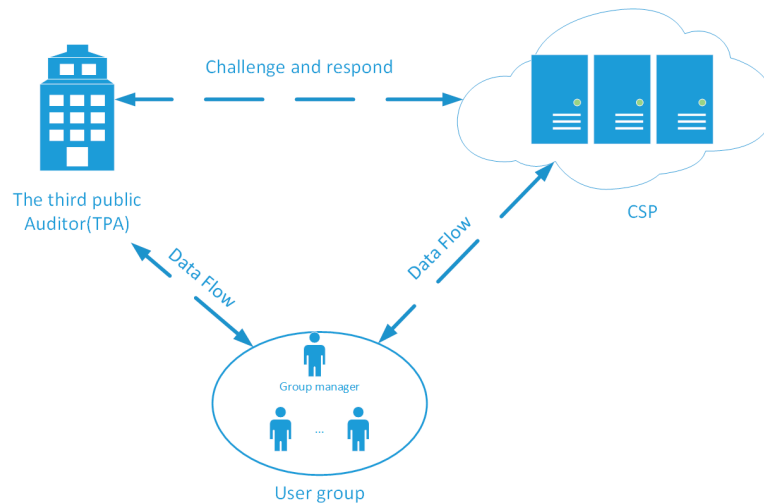 Challenge and respond
The third public
Auditor(TPA)
CSP
Data Flow
Data Flow
Group manager
...
User group